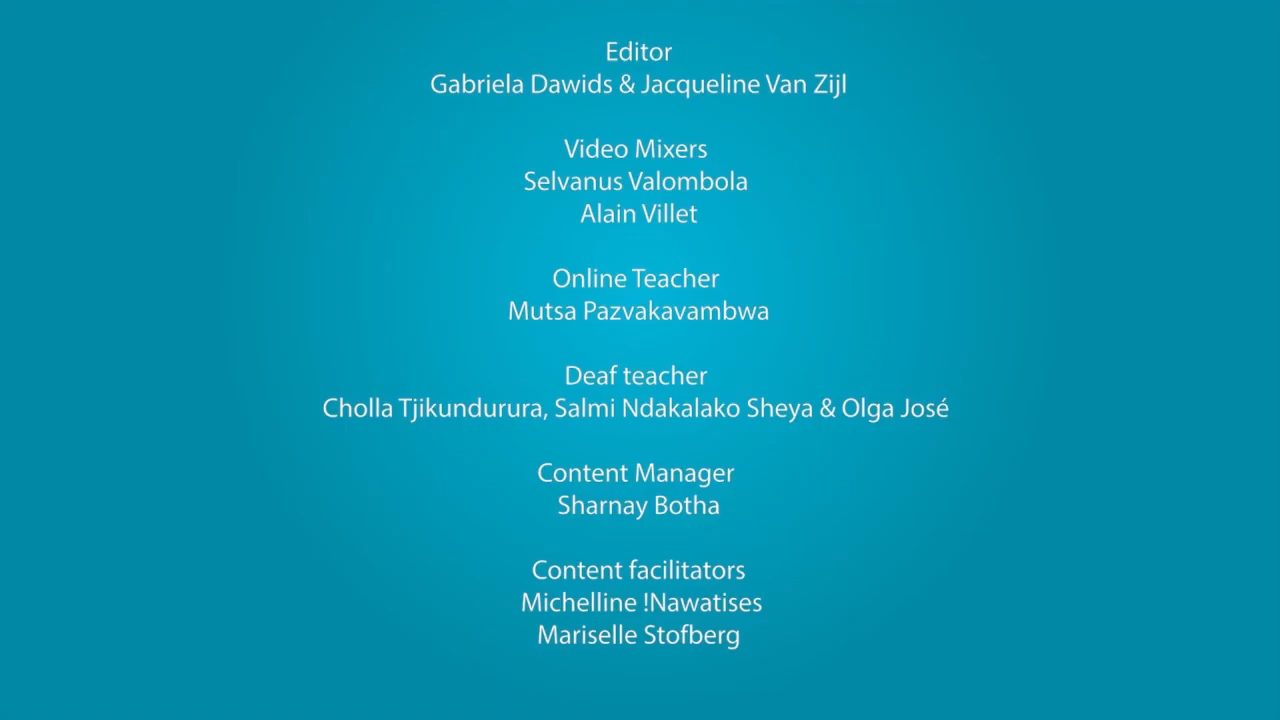 Editor
Gabriela Dawids & Jacqueline Van Zijl
Video Mixers
Selvanus Valombola
Alain Villet
Online Teacher
Mutsa Pazvakavambwa
Deaf teacher
Cholla Tjikundurura, Salmi Ndakalako Sheya & Olga José
Content Manager
Sharnay Botha
Content facilitators
Michelline !Nawatises
Mariselle Stofberg